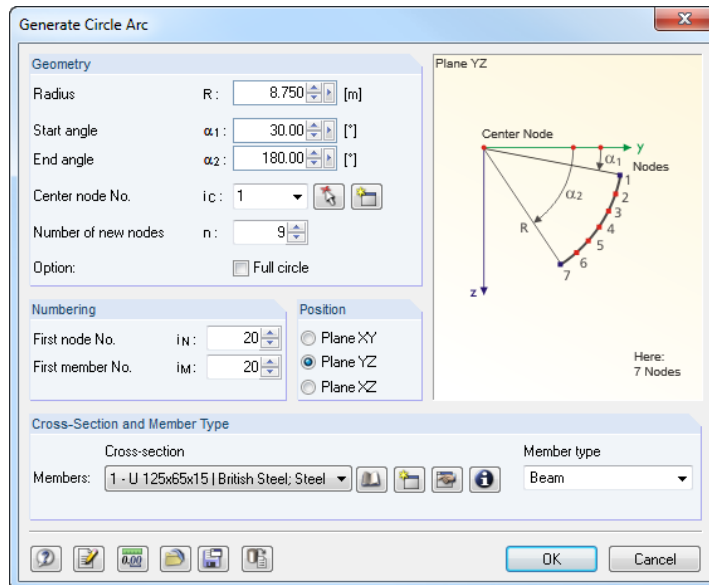 Generate Circle Arc
Geometry
Radius R: 8.750 [m]
Start angle α1: 30.00 [°]
End angle α2: 180.00 [°]
Center node No. iC: 1
Number of new nodes n: 9
Option: Full circle
Numbering
First node No. iN: 20
First member No. iM: 20
Position
Plane XY
Plane YZ
Plane XZ
Plane YZ
Center Node
y
α1
Nodes
1
2
3
4
5
6
7
α2
R
z
Here:
7 Nodes
Cross-Section and Member Type
Cross-section
Member type
Members: 1 - U 125x65x15 | British Steel; Steel
Beam
0.00
OK
Cancel